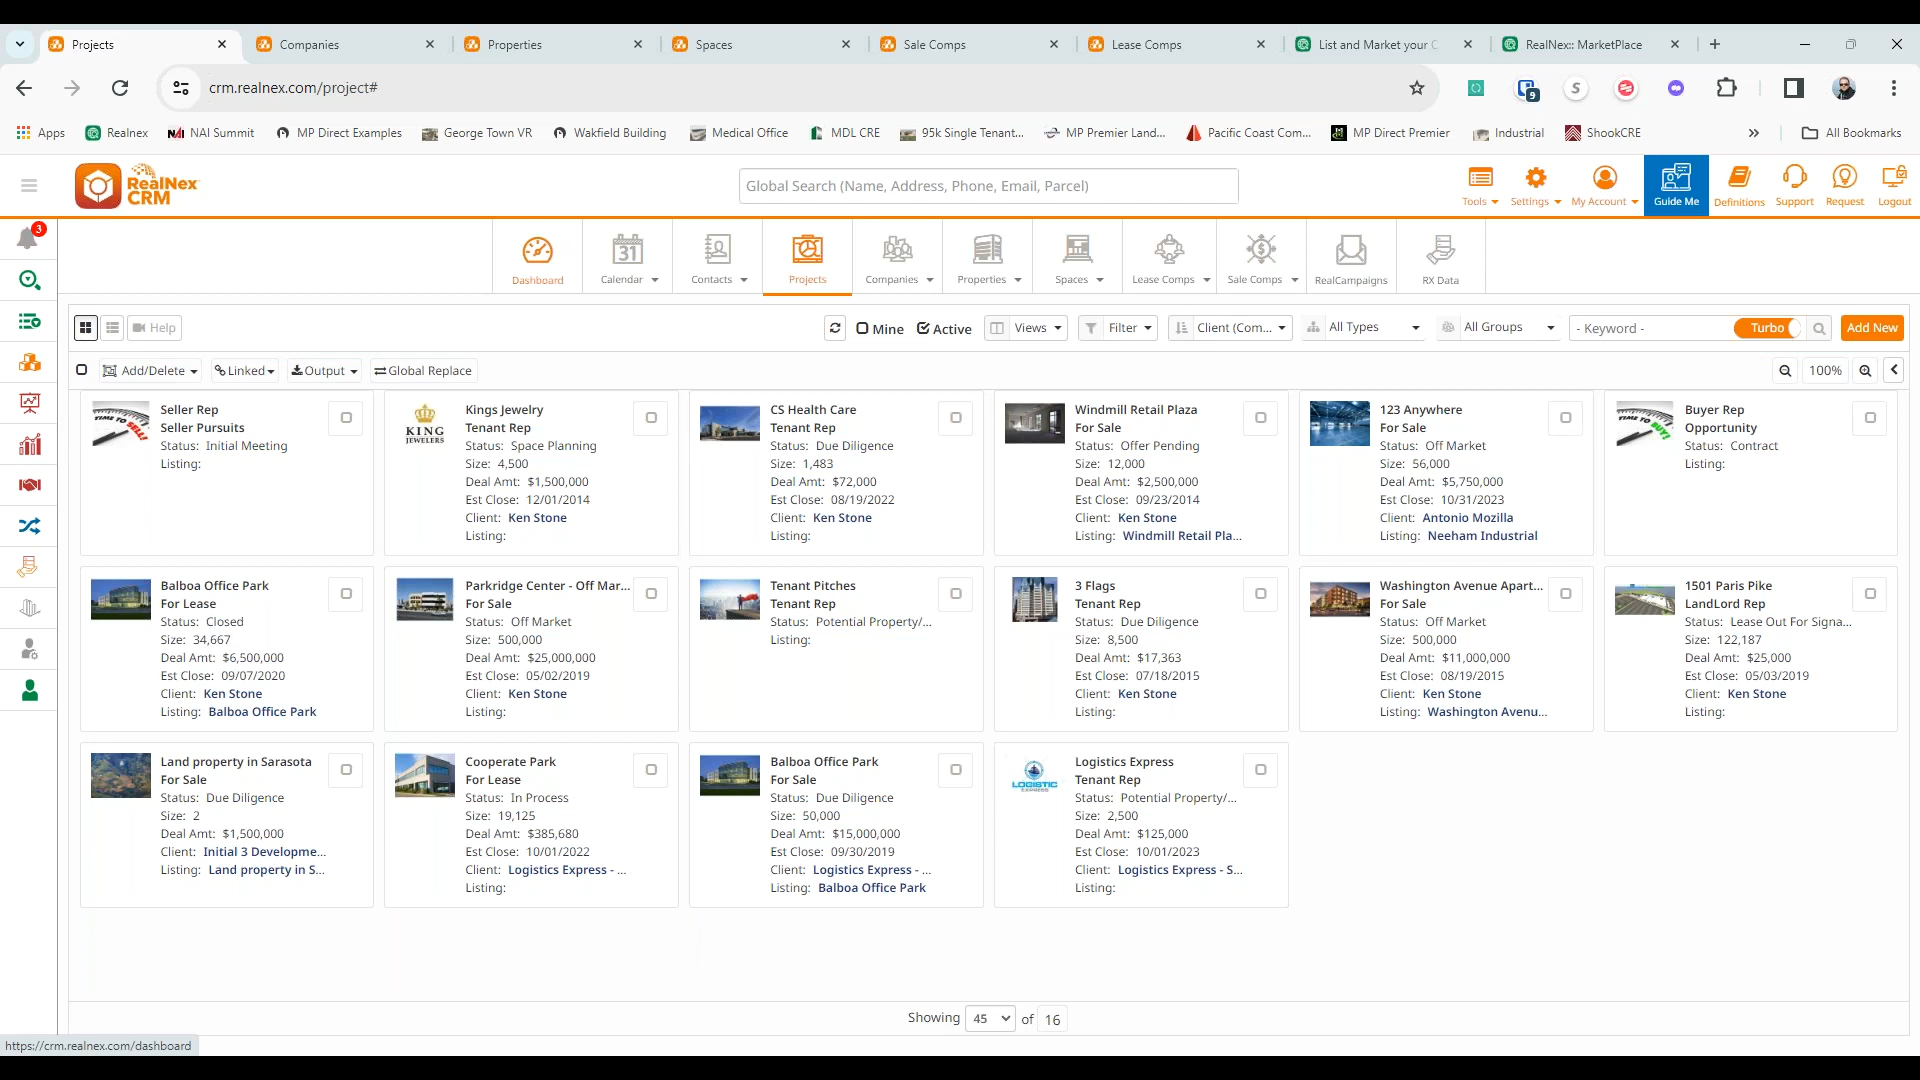 Projects
Companies
Properties
Spaces
Sale Comps
Lease Comps
List and Market your C
RealNex:: MarketPlace
crm.realnex.com/project#
9
Apps
Realnex
NAI Summit
MP Direct Examples
George Town VR
Wakfield Building
Medical Office
MDL CRE
95k Single Tenant...
MP Premier Land...
Pacific Coast Com...
MP Direct Premier
Industrial
ShookCRE
All Bookmarks
RealNex
CRM
Global Search (Name, Address, Phone, Email, Parcel)
Tools
Settings
My Account
Guide Me
Definitions
Support
Request
Logout
3
Dashboard
31
Calendar
Contacts
Projects
Companies
Properties
Spaces
Lease Comps
Sale Comps
RealCampaigns
RX Data
Help
Mine
Active
Views
Filter
Client (Com...
All Types
All Groups
- Keyword -
Turbo
Add New
Add/Delete
Linked
Output
Global Replace
100%
TIME TO SELL!
Seller Rep
Seller Pursuits
Status: Initial Meeting
Listing:
KING
JEWELERS
Kings Jewelry
Tenant Rep
Status: Space Planning
Size: 4,500
Deal Amt: $1,500,000
Est Close: 12/01/2014
Client: Ken Stone
Listing:
CS Health Care
Tenant Rep
Status: Due Diligence
Size: 1,483
Deal Amt: $72,000
Est Close: 08/19/2022
Client: Ken Stone
Listing:
Windmill Retail Plaza
For Sale
Status: Offer Pending
Size: 12,000
Deal Amt: $2,500,000
Est Close: 09/23/2014
Client: Ken Stone
Listing: Windmill Retail Pla...
123 Anywhere
For Sale
Status: Off Market
Size: 56,000
Deal Amt: $5,750,000
Est Close: 10/31/2023
Client: Antonio Mozilla
Listing: Neeham Industrial
TIME TO BUY!
Buyer Rep
Opportunity
Status: Contract
Listing:
Balboa Office Park
For Lease
Status: Closed
Size: 34,667
Deal Amt: $6,500,000
Est Close: 09/07/2020
Client: Ken Stone
Listing: Balboa Office Park
Parkridge Center - Off Mar...
For Sale
Status: Off Market
Size: 500,000
Deal Amt: $25,000,000
Est Close: 05/02/2019
Client: Ken Stone
Listing:
Tenant Pitches
Tenant Rep
Status: Potential Property/...
Listing:
3 Flags
Tenant Rep
Status: Due Diligence
Size: 8,500
Deal Amt: $17,363
Est Close: 07/18/2015
Client: Ken Stone
Listing:
Washington Avenue Apart...
For Sale
Status: Off Market
Size: 500,000
Deal Amt: $11,000,000
Est Close: 08/19/2015
Client: Ken Stone
Listing: Washington Avenu...
1501 Paris Pike
LandLord Rep
Status: Lease Out For Signa...
Size: 122,187
Deal Amt: $25,000
Est Close: 05/03/2019
Client: Ken Stone
Listing:
Land property in Sarasota
For Sale
Status: Due Diligence
Size: 2
Deal Amt: $1,500,000
Client: Initial 3 Developme...
Listing: Land property in S...
Cooperate Park
For Lease
Status: In Process
Size: 19,125
Deal Amt: $385,680
Est Close: 10/01/2022
Client: Logistics Express - ...
Listing:
Balboa Office Park
For Sale
Status: Due Diligence
Size: 50,000
Deal Amt: $15,000,000
Est Close: 09/30/2019
Client: Logistics Express - ...
Listing: Balboa Office Park
LOGISTIC
EXPRESS
Logistics Express
Tenant Rep
Status: Potential Property/...
Size: 2,500
Deal Amt: $125,000
Est Close: 10/01/2023
Client: Logistics Express - S...
Listing:
Showing 45 of 16
https://crm.realnex.com/dashboard